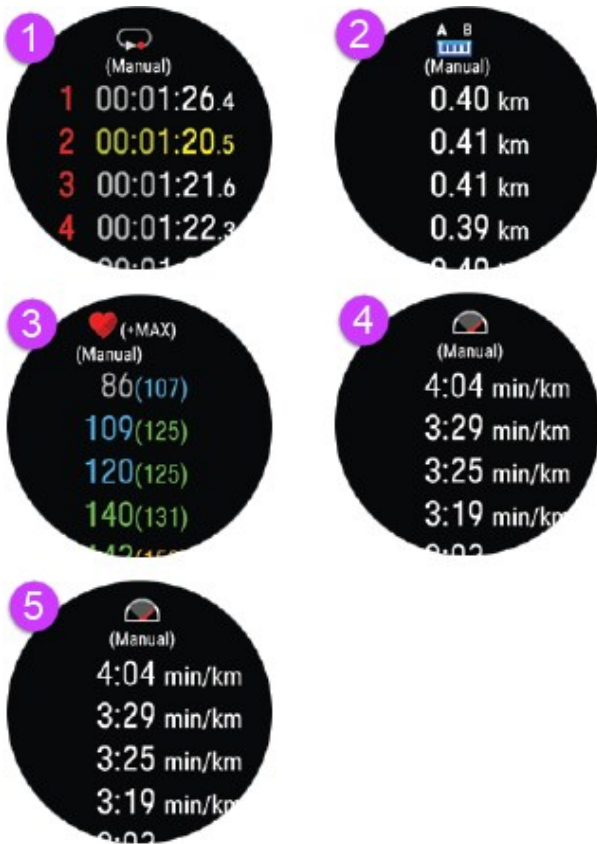 1
(Manual)
1 00:01:26.4
2 00:01:20.5
3 00:01:21.6
4 00:01:22.3
2
A B
(Manual)
0.40 km
0.41 km
0.41 km
0.39 km
3
(+MAX)
(Manual)
86(107)
109(125)
120(125)
140(131)
4
(Manual)
4:04 min/km
3:29 min/km
3:25 min/km
3:19 min/km
5
(Manual)
4:04 min/km
3:29 min/km
3:25 min/km
3:19 min/km